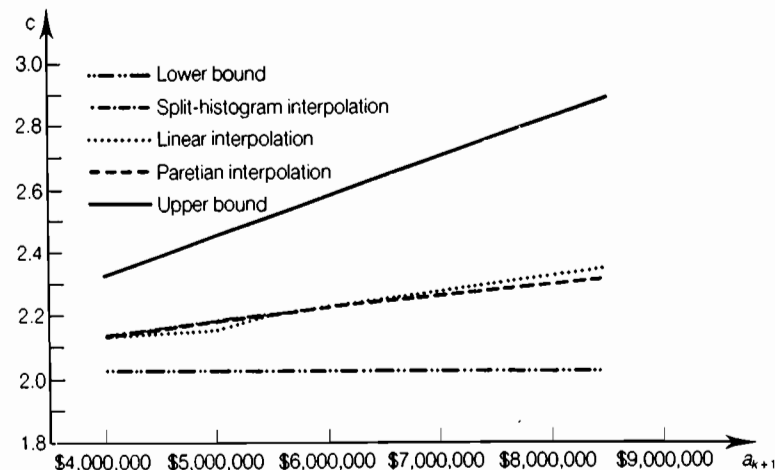 c
3.0
Lower bound
Split-histogram interpolation
2.8
Linear interpolation
Paretian interpolation
2.6
Upper bound
2.4
2.2
2.0
1.8
$4,000,000 $5,000,000 $6,000,000 $7,000,000 $8,000,000 $9,000,000 a_{k+1}